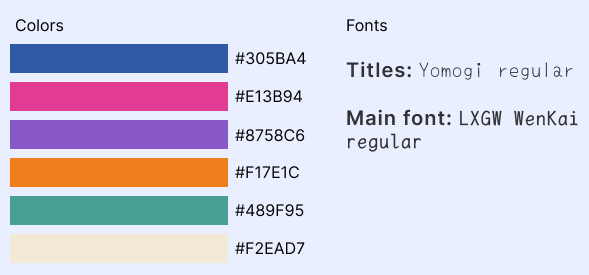 Colors
#305BA4
#E13B94
#8758C6
#F17E1C
#489F95
#F2EAD7
Fonts
Titles: Yomogi regular
Main font: LXGW WenKai
regular